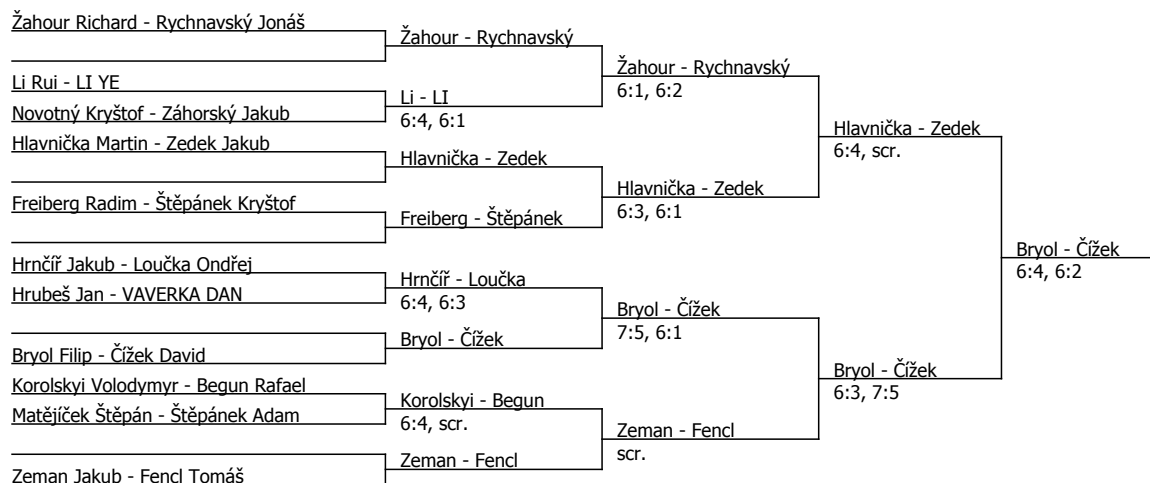 Žahour Richard - Rychnavský Jonáš
Žahour - Rychnavský
Žahour - Rychnavský
6:1, 6:2
Li Rui - LI YE
Li - LI
6:4, 6:1
Novotný Kryštof - Záhorský Jakub
Hlavnička - Zedek
6:4, scr.
Hlavnička Martin - Zedek Jakub
Hlavnička - Zedek
Hlavnička - Zedek
6:3, 6:1
Freiberg Radim - Štěpánek Kryštof
Freiberg - Štěpánek
Bryol - Čížek
6:4, 6:2
Hrnčíř Jakub - Loučka Ondřej
Hrnčíř - Loučka
6:4, 6:3
Hrubeš Jan - VAVERKA DAN
Bryol - Čížek
7:5, 6:1
Bryol - Čížek
Bryol Filip - Čížek David
Bryol - Čížek
6:3, 7:5
Korolskyi Volodymyr - Begun Rafael
Korolskyi - Begun
6:4, scr.
Matějíček Štěpán - Štěpánek Adam
Zeman - Fencl
scr.
Zeman - Fencl
Zeman Jakub - Fencl Tomáš